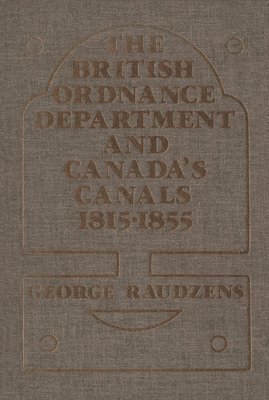 THE
BRITISH
ORDNANCE
DEPARTMENT
AND
CANADA'S
CANALS
1815·1855
GEORGE RAUDZENS